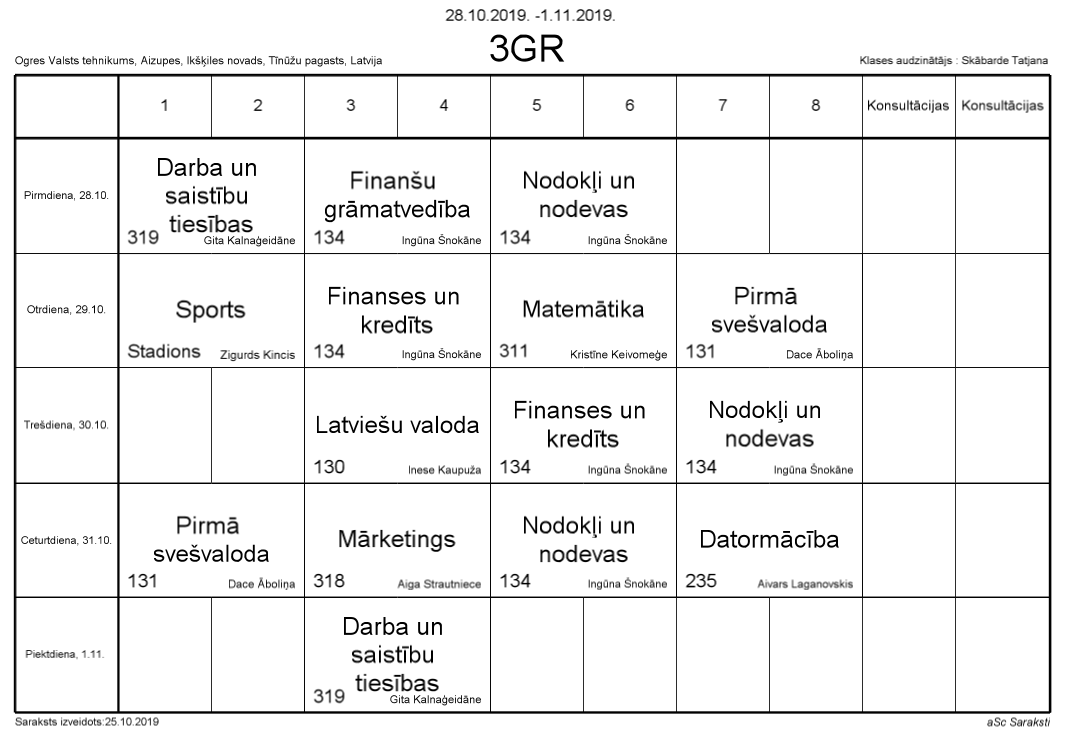 28.10.2019. -1.11.2019.
3GR
Ogres Valsts tehnikums, Aizupes, Ikšķiles novads, Tīnūžu pagasts, Latvija
Klases audzinātājs : Skābarde Tatjana
1 2 3 4 5 6 7 8 Konsultācijas Konsultācijas
Pirmdiena, 28.10.
Darba un
saistību
tiesības
319 Gita Kalnaģeidāne
Finanšu
grāmatvedība
134 Ingūna Šnokāne
Nodokļi un
nodevas
134 Ingūna Šnokāne
Otrdiena, 29.10.
Sports
Stadions Zigurds Kincis
Finanses un
kredīts
134 Ingūna Šnokāne
Matemātika
311 Kristīne Keivomeģe
Pirmā
svešvaloda
131 Dace Āboliņa
Trešdiena, 30.10.
Latviešu valoda
130 Inese Kaupuža
Finanses un
kredīts
134 Ingūna Šnokāne
Nodokļi un
nodevas
134 Ingūna Šnokāne
Ceturtdiena, 31.10.
Pirmā
svešvaloda
131 Dace Āboliņa
Mārketings
318 Aiga Strautniece
Nodokļi un
nodevas
134 Ingūna Šnokāne
Datormācība
235 Aivars Laganovskis
Piektdiena, 1.11.
Darba un
saistību
tiesības
319 Gita Kalnaģeidāne
Saraksts izveidots:25.10.2019
aSc Saraksti